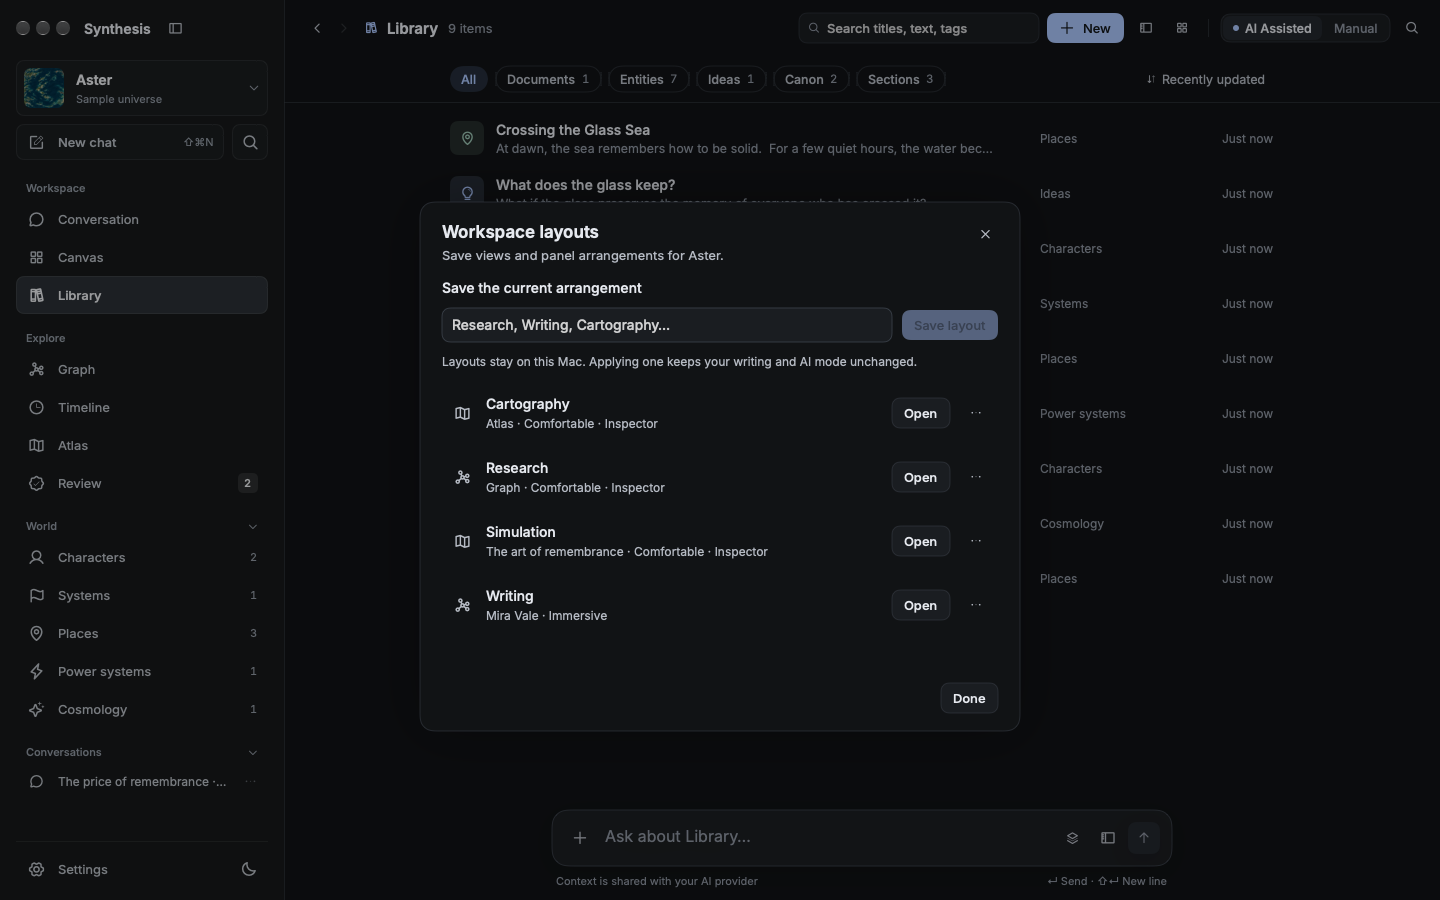 Synthesis
Aster
Sample universe
New chat ⇧⌘N
Workspace
Conversation
Canvas
Library
Explore
Graph
Timeline
Atlas
Review 2
World
Characters 2
Systems 1
Places 3
Power systems 1
Cosmology 1
Conversations
The price of remembrance ·...
Settings
Library 9 items
Search titles, text, tags
New
AI Assisted Manual
All Documents 1 Entities 7 Ideas 1 Canon 2 Sections 3
Recently updated
Crossing the Glass Sea
At dawn, the sea remembers how to be solid. For a few quiet hours, the water bec...
Places Just now
What does the glass keep?
Ideas Just now
Characters Just now
Systems Just now
Places Just now
Power systems Just now
Characters Just now
Cosmology Just now
Places Just now
Workspace layouts
Save views and panel arrangements for Aster.
Save the current arrangement
Research, Writing, Cartography...
Save layout
Layouts stay on this Mac. Applying one keeps your writing and AI mode unchanged.
Cartography
Atlas · Comfortable · Inspector
Open
Research
Graph · Comfortable · Inspector
Open
Simulation
The art of remembrance · Comfortable · Inspector
Open
Writing
Mira Vale · Immersive
Open
Done
Ask about Library...
Context is shared with your AI provider
↵ Send · ⇧↵ New line